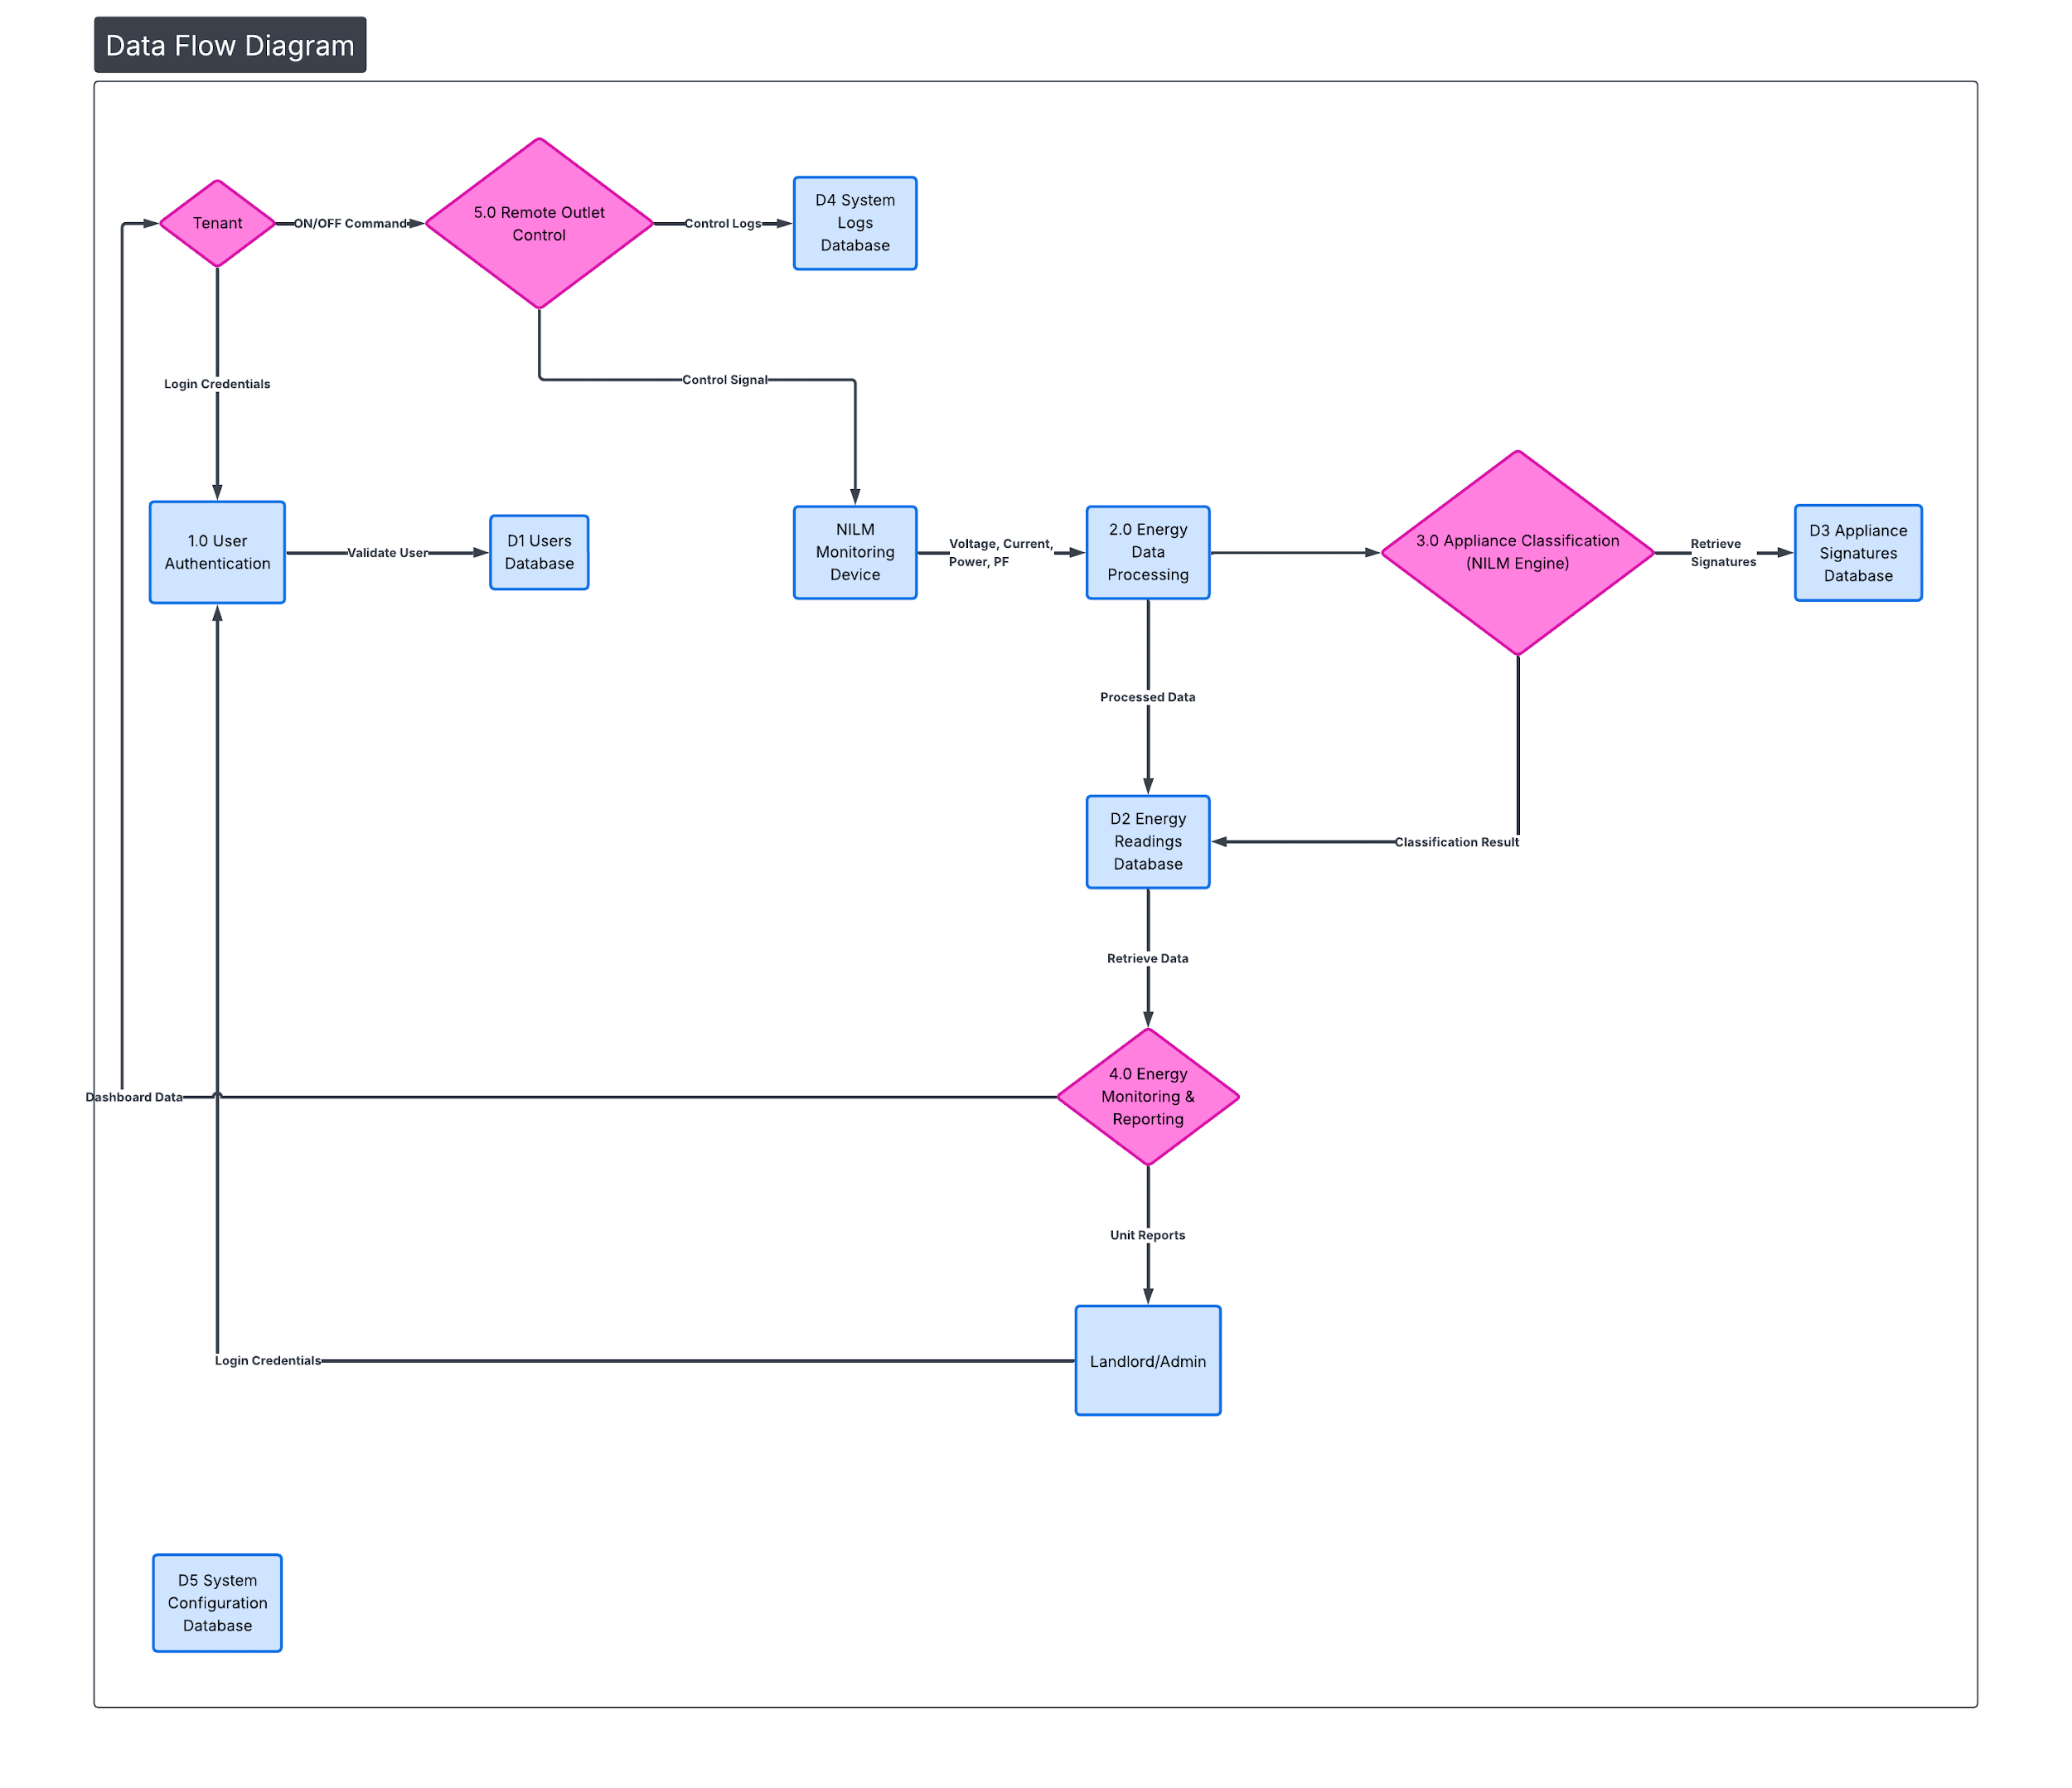 Data Flow Diagram
Tenant
ON/OFF Command
5.0 Remote Outlet
Control
Control Logs
D4 System
Logs
Database
Login Credentials
Control Signal
1.0 User
Authentication
Validate User
D1 Users
Database
NILM
Monitoring
Device
Voltage, Current,
Power, PF
2.0 Energy
Data
Processing
3.0 Appliance Classification
(NILM Engine)
Retrieve
Signatures
D3 Appliance
Signatures
Database
Processed Data
D2 Energy
Readings
Database
Classification Result
Retrieve Data
4.0 Energy
Monitoring &
Reporting
Dashboard Data
Unit Reports
Login Credentials
Landlord/Admin
D5 System
Configuration
Database